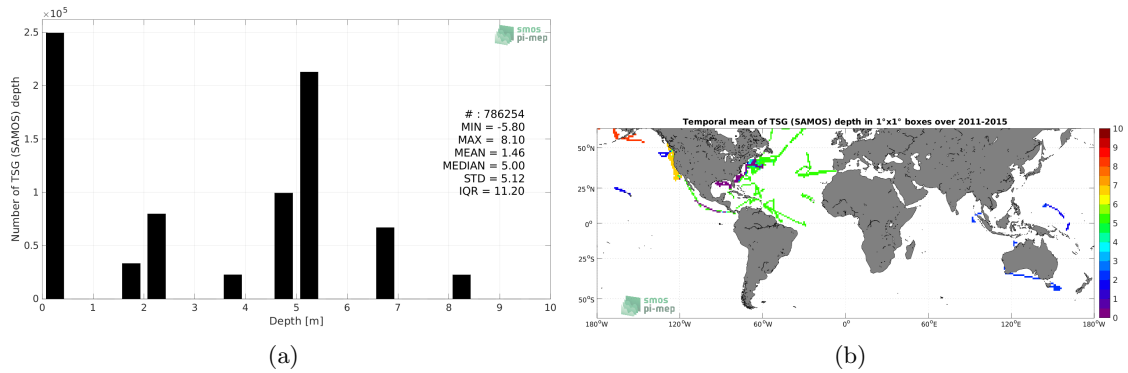 ×10^5
2.5
2
1.5
1
0.5
0
Number of TSG (SAMOS) depth
smos
pi-mep
# : 786254
MIN = -5.80
MAX = 8.10
MEAN = 1.46
MEDIAN = 5.00
STD = 5.12
IQR = 11.20
0 1 2 3 4 5 6 7 8 9 10
Depth [m]
(a)
Temporal mean of TSG (SAMOS) depth in 1°x1° boxes over 2011-2015
50°N
25°N
0°
25°S
50°S
smos
pi-mep
180°W 120°W 60°W 0° 60°E 120°E 180°W
10
9
8
7
6
5
4
3
2
1
0
(b)